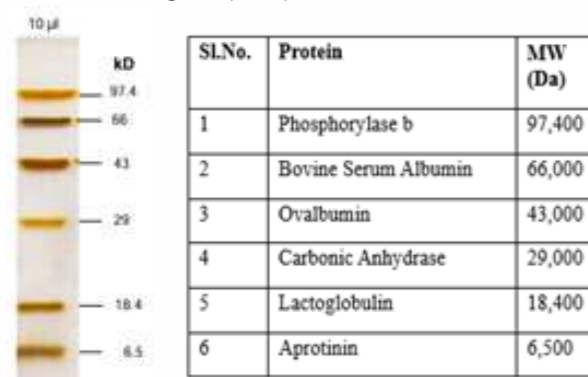 10 µl
kD
97.4
66
43
29
18.4
6.5
Sl.No. Protein MW (Da)
1 Phosphorylase b 97,400
2 Bovine Serum Albumin 66,000
3 Ovalbumin 43,000
4 Carbonic Anhydrase 29,000
5 Lactoglobulin 18,400
6 Aprotinin 6,500